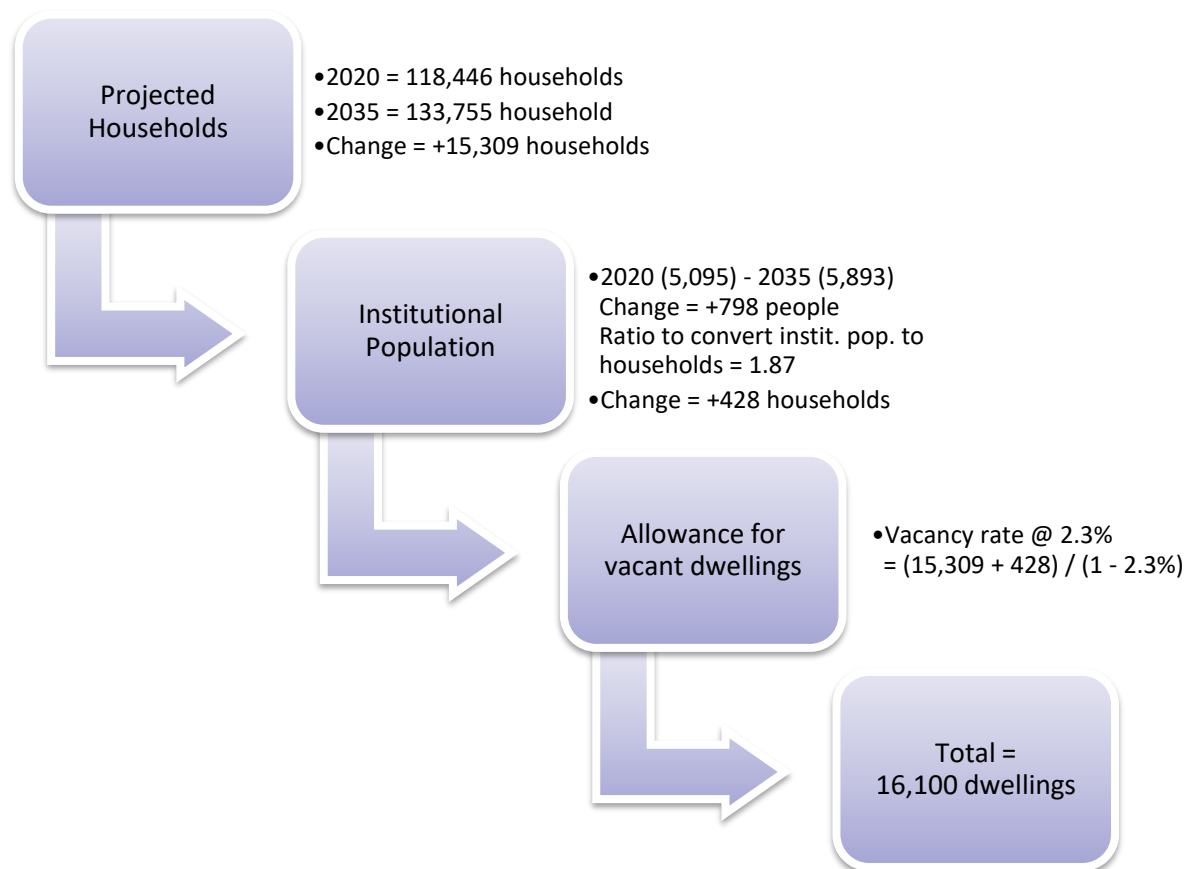 Projected
Households
•2020 = 118,446 households
•2035 = 133,755 household
•Change = +15,309 households
Institutional
Population
•2020 (5,095) - 2035 (5,893)
Change = +798 people
Ratio to convert instit. pop. to
households = 1.87
•Change = +428 households
Allowance for
vacant dwellings
•Vacancy rate @ 2.3%
= (15,309 + 428) / (1 - 2.3%)
Total =
16,100 dwellings